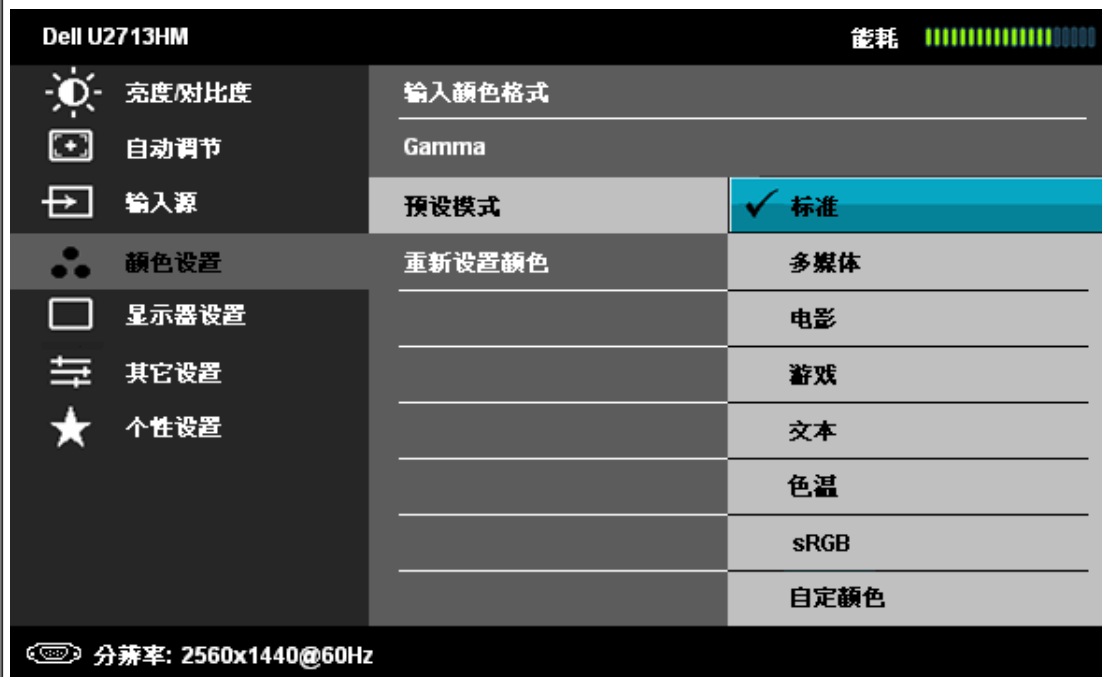 Dell U2713HM 能耗
亮度/对比度 输入颜色格式
自动调节 Gamma
输入源 预设模式 标准
颜色设置 重新设置颜色 多媒体
显示器设置 电影
其它设置 游戏
个性设置 文本
色温
sRGB
自定颜色
分辨率: 2560x1440@60Hz